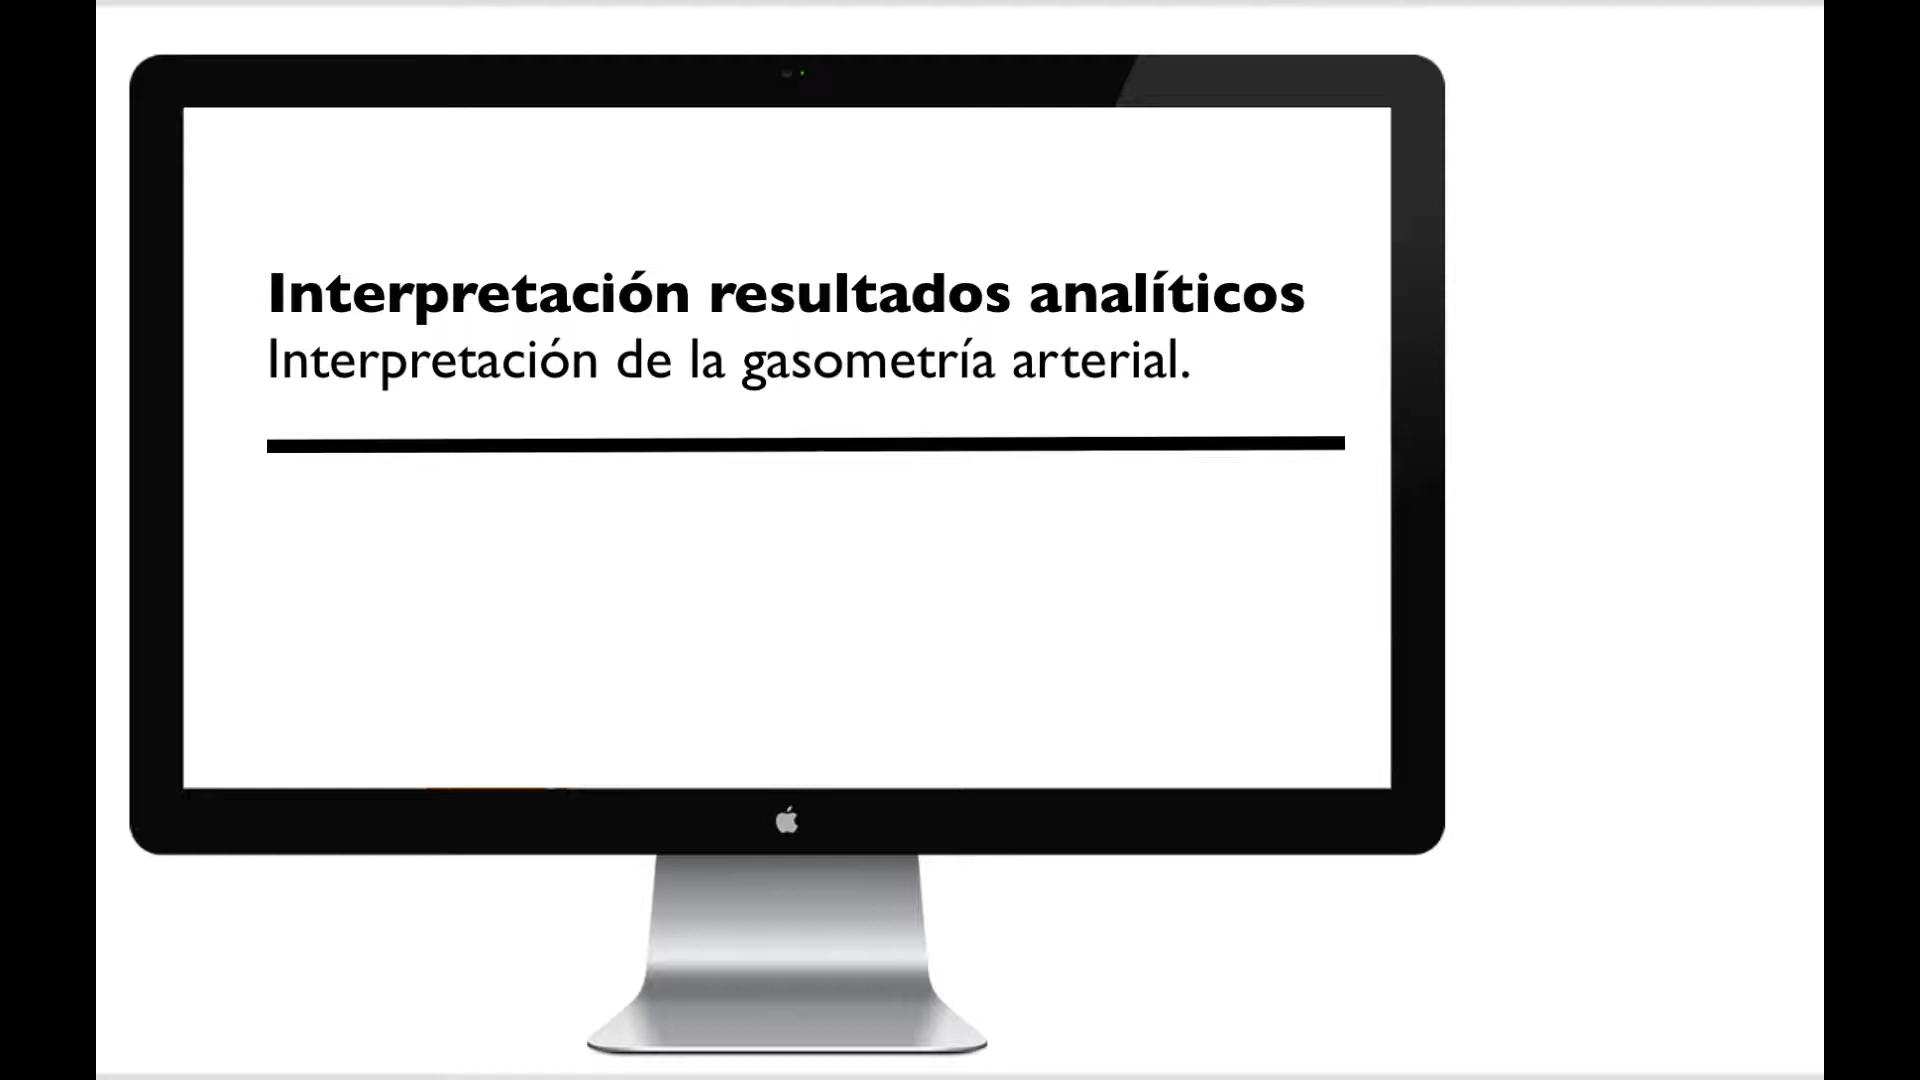 Interpretación resultados analíticos
Interpretación de la gasometría arterial.